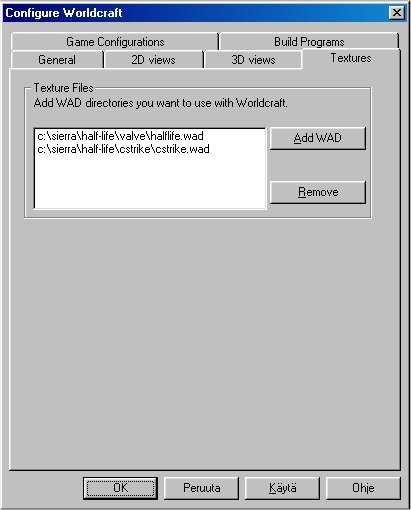 Configure Worldcraft
Game Configurations
Build Programs
General
2D views
3D views
Textures
Texture Files
Add WAD directories you want to use with Worldcraft.
c:\sierra\half-life\valve\halflife.wad
c:\sierra\half-life\cstrike\cstrike.wad
Add WAD
Remove
OK
Peruuta
Käytä
Ohje